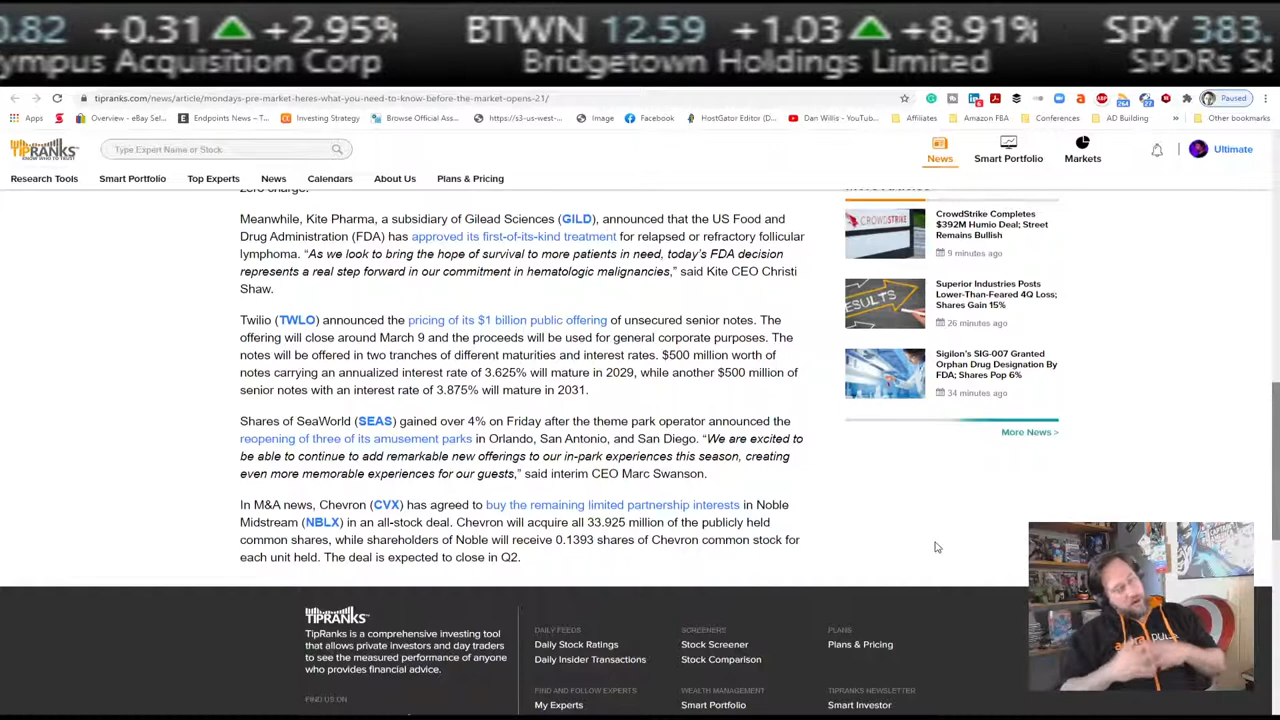 0.82 +0.31 +2.95% BTWN 12.59 +1.03 +8.91% SPY 383.
ympus Acquisition Corp Bridgetown Holdings Limited SPDRs S&
tipranks.com/news/article/mondays-pre-market-heres-what-you-need-to-know-before-the-market-opens-21/ Paused
Apps Overview - eBay Sel... Endpoints News – T... Investing Strategy Browse Official Ass... https://s3-us-west-... Image Facebook HostGator Editor (D... Dan Willis - YouTub... Affiliates Amazon FBA Conferences AD Building » Other bookmarks
TIPRANKS Type Expert Name or Stock News Smart Portfolio Markets Ultimate
Research Tools Smart Portfolio Top Experts News Calendars About Us Plans & Pricing
zero charge.
Meanwhile, Kite Pharma, a subsidiary of Gilead Sciences (GILD), announced that the US Food and
Drug Administration (FDA) has approved its first-of-its-kind treatment for relapsed or refractory follicular
lymphoma. “As we look to bring the hope of survival to more patients in need, today’s FDA decision
represents a real step forward in our commitment in hematologic malignancies,” said Kite CEO Christi
Shaw.
Twilio (TWLO) announced the pricing of its $1 billion public offering of unsecured senior notes. The
offering will close around March 9 and the proceeds will be used for general corporate purposes. The
notes will be offered in two tranches of different maturities and interest rates. $500 million worth of
notes carrying an annualized interest rate of 3.625% will mature in 2029, while another $500 million of
senior notes with an interest rate of 3.875% will mature in 2031.
Shares of SeaWorld (SEAS) gained over 4% on Friday after the theme park operator announced the
reopening of three of its amusement parks in Orlando, San Antonio, and San Diego. “We are excited to
be able to continue to add remarkable new offerings to our in-park experiences this season, creating
even more memorable experiences for our guests,” said interim CEO Marc Swanson.
In M&A news, Chevron (CVX) has agreed to buy the remaining limited partnership interests in Noble
Midstream (NBLX) in an all-stock deal. Chevron will acquire all 33.925 million of the publicly held
common shares, while shareholders of Noble will receive 0.1393 shares of Chevron common stock for
each unit held. The deal is expected to close in Q2.
CROWDSTRIKE
CrowdStrike Completes
$392M Humio Deal; Street
Remains Bullish
9 minutes ago
RESULTS
Superior Industries Posts
Lower-Than-Feared 4Q Loss;
Shares Gain 15%
26 minutes ago
Sigilon's SIG-007 Granted
Orphan Drug Designation By
FDA; Shares Pop 6%
34 minutes ago
More News >
TIPRANKS
TipRanks is a comprehensive investing tool
that allows private investors and day traders
to see the measured performance of anyone
who provides financial advice.
FIND US ON
DAILY FEEDS
Daily Stock Ratings
Daily Insider Transactions
FIND AND FOLLOW EXPERTS
My Experts
SCREENERS
Stock Screener
Stock Comparison
WEALTH MANAGEMENT
Smart Portfolio
PLANS
Plans & Pricing
TIPRANKS NEWSLETTER
Smart Investor